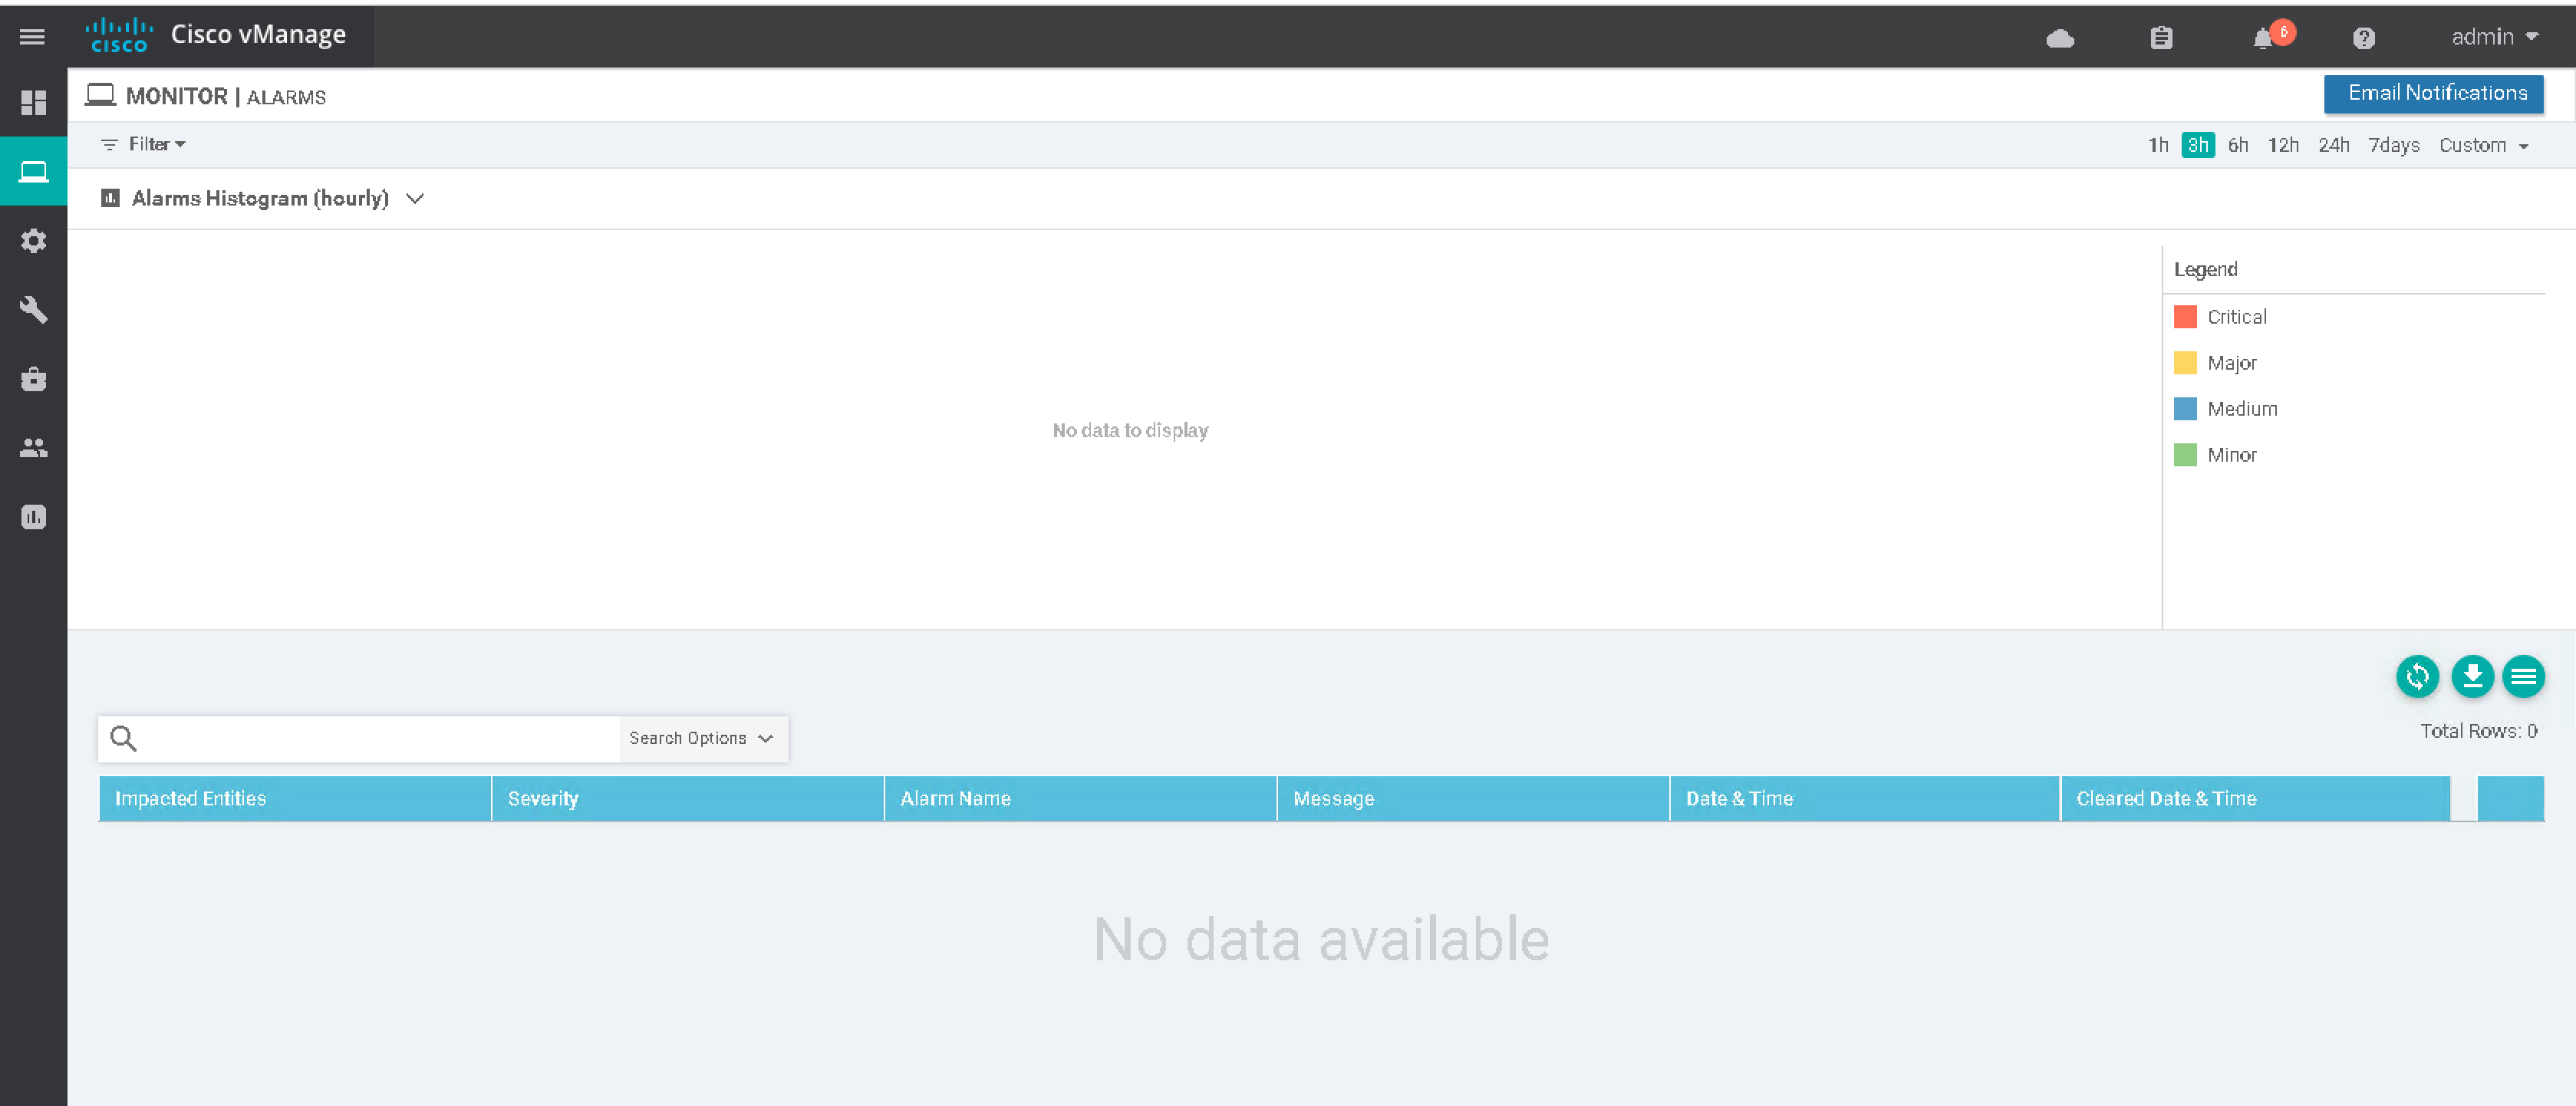 CISCO Cisco vManage 6 admin
MONITOR | ALARMS Email Notifications
Filter 1h 3h 6h 12h 24h 7days Custom
Alarms Histogram (hourly)
Legend
Critical
Major
Medium
Minor
No data to display
Search Options Total Rows: 0
Impacted Entities Severity Alarm Name Message Date & Time Cleared Date & Time
No data available